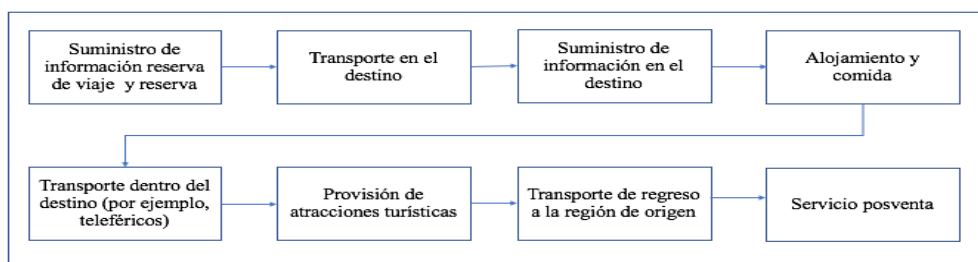 Suministro de
información reserva
de viaje y reserva
Transporte en el
destino
Suministro de
información en el
destino
Alojamiento y
comida
Transporte dentro del
destino (por ejemplo,
teleféricos)
Provisión de
atracciones turísticas
Transporte de regreso
a la región de origen
Servicio posventa